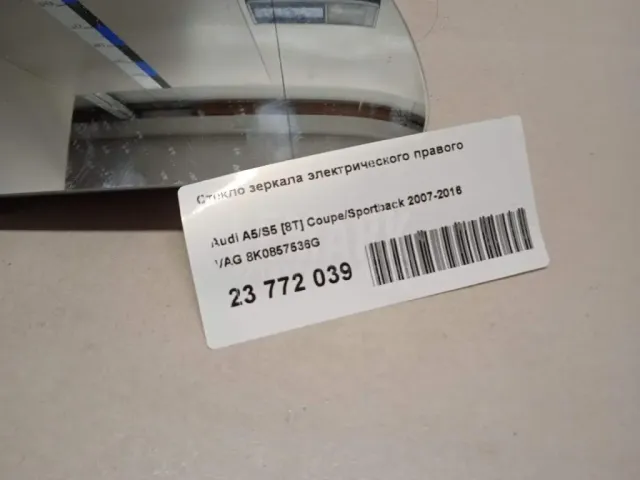 Стекло зеркала электрического правого
Audi A5/S5 [8T] Coupe/Sportback 2007-2016
VAG 8K0857536G
23 772 039